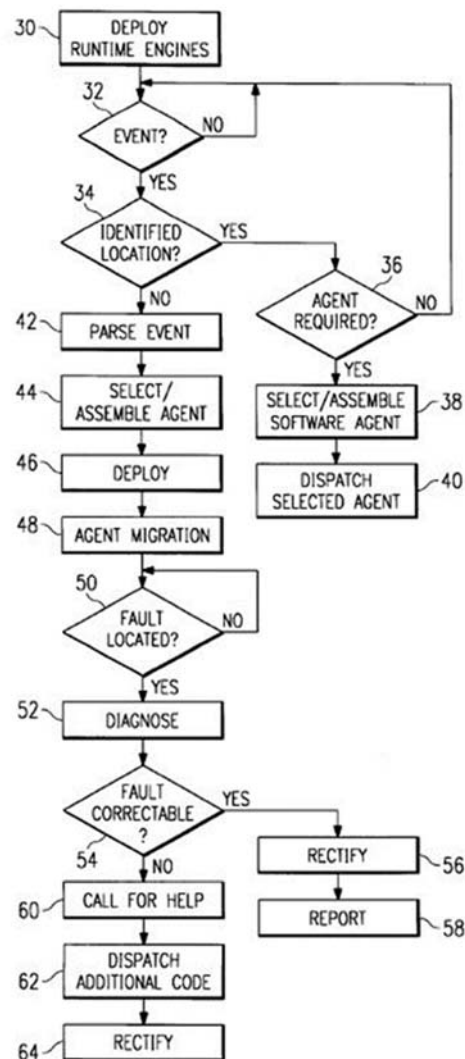 30
DEPLOY
RUNTIME ENGINES
32
EVENT?
NO
YES
34
IDENTIFIED
LOCATION?
YES
NO
36
AGENT
REQUIRED?
NO
YES
42
PARSE EVENT
44
SELECT/
ASSEMBLE AGENT
SELECT/ASSEMBLE
SOFTWARE AGENT
38
46
DEPLOY
DISPATCH
SELECTED AGENT
40
48
AGENT MIGRATION
50
FAULT
LOCATED?
NO
YES
52
DIAGNOSE
FAULT
CORRECTABLE
?
54
YES
NO
RECTIFY
56
REPORT
58
60
CALL FOR HELP
62
DISPATCH
ADDITIONAL CODE
64
RECTIFY